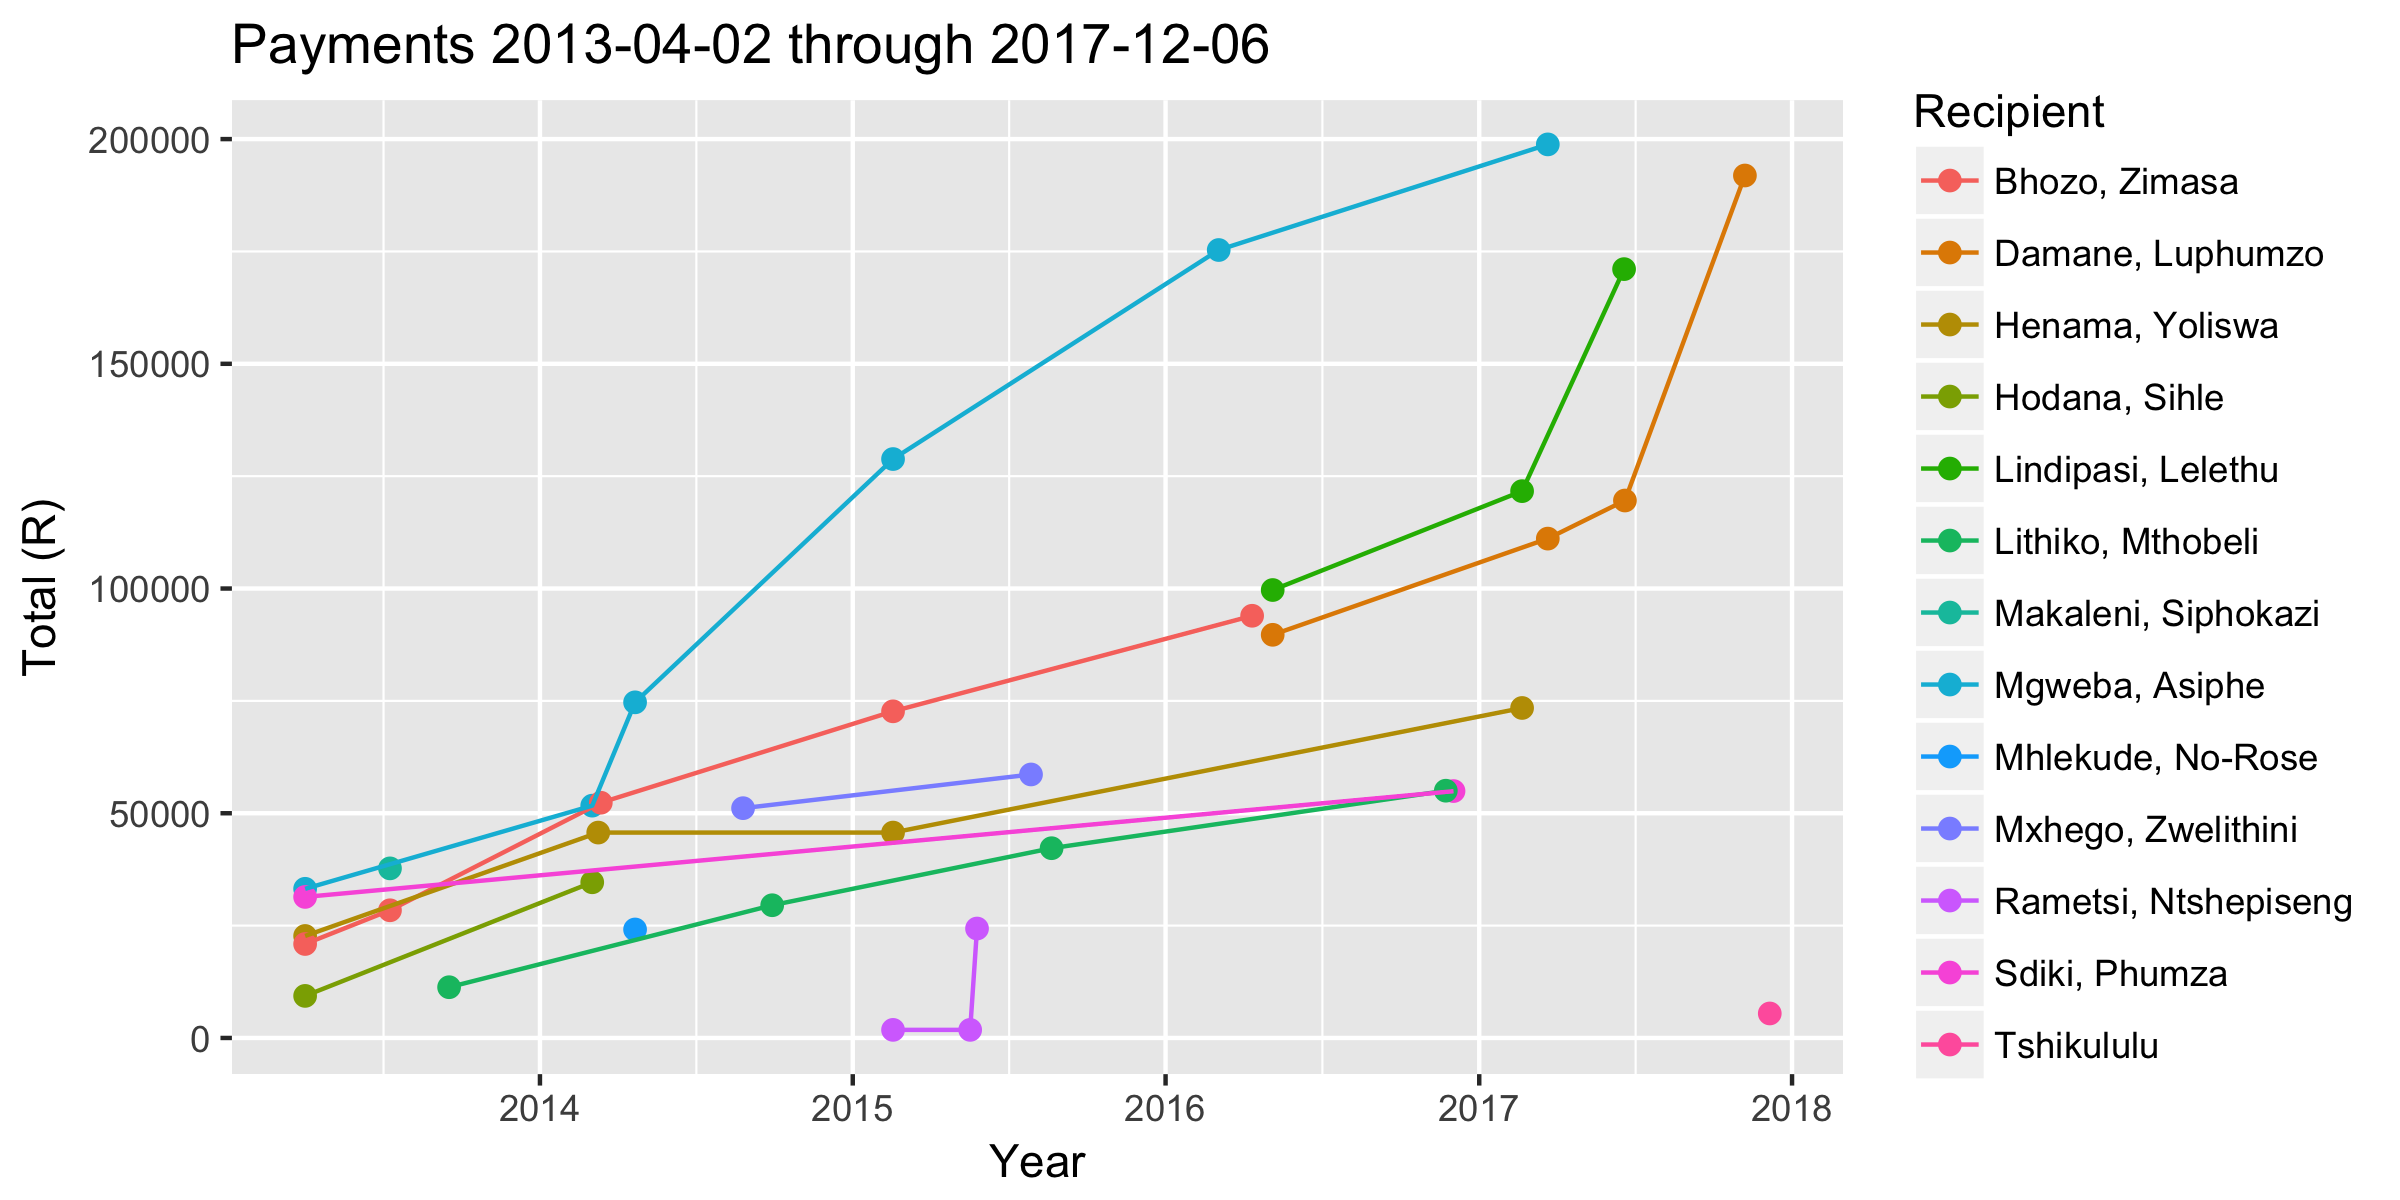 Payments 2013-04-02 through 2017-12-06
200000
150000
100000
50000
0
Total (R)
2014 2015 2016 2017 2018
Year
Recipient
Bhozo, Zimasa
Damane, Luphumzo
Henama, Yoliswa
Hodana, Sihle
Lindipasi, Lelethu
Lithiko, Mthobeli
Makaleni, Siphokazi
Mgweba, Asiphe
Mhlekude, No-Rose
Mxhego, Zwelithini
Rametsi, Ntshepiseng
Sdiki, Phumza
Tshikululu